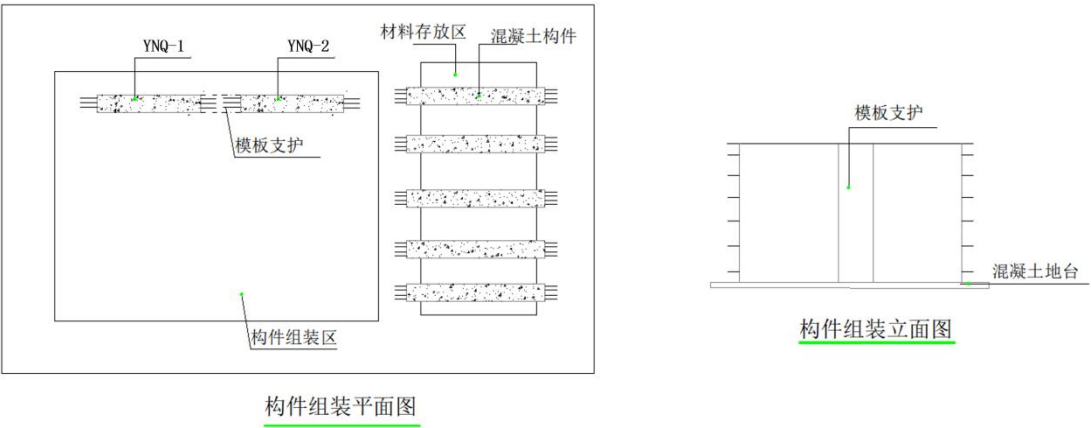 YNQ-1
YNQ-2
模板支护
构件组装区
材料存放区
混凝土构件
构件组装平面图
模板支护
混凝土地台
构件组装立面图